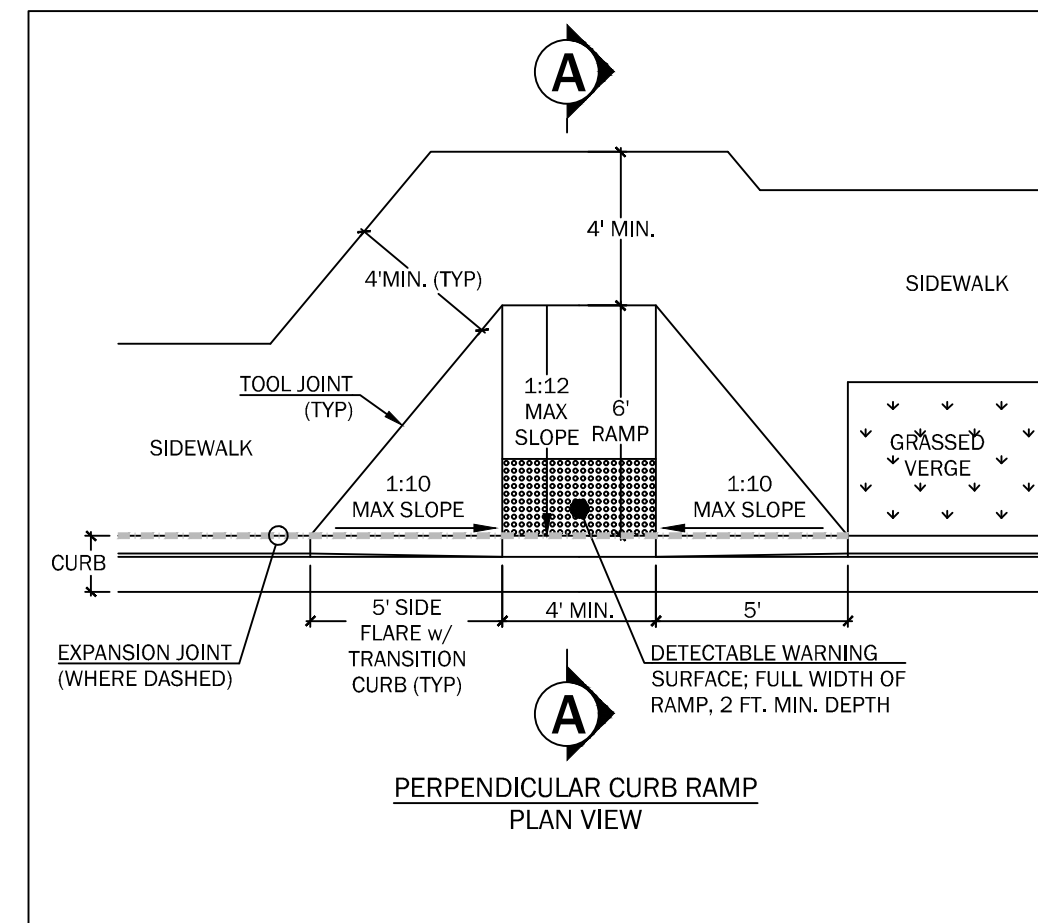 A
4' MIN.
4'MIN. (TYP)
SIDEWALK
TOOL JOINT
(TYP)
1:12
MAX
SLOPE
6'
RAMP
SIDEWALK
GRASSED
VERGE
1:10
MAX SLOPE
1:10
MAX SLOPE
CURB
5' SIDE
FLARE w/
TRANSITION
CURB (TYP)
4' MIN.
5'
EXPANSION JOINT
(WHERE DASHED)
DETECTABLE WARNING
SURFACE; FULL WIDTH OF
RAMP, 2 FT. MIN. DEPTH
A
PERPENDICULAR CURB RAMP
PLAN VIEW